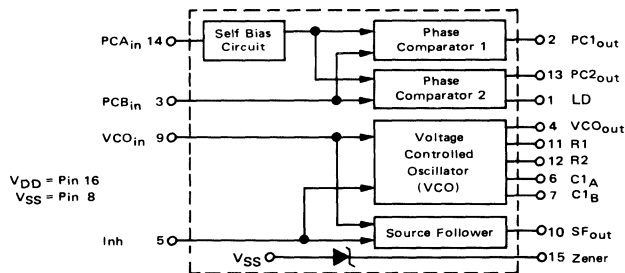 PCAin 14
Self Bias
Circuit
Phase
Comparator 1
2 PC1out
Phase
Comparator 2
13 PC2out
PCBin 3
1 LD
VCOin 9
Voltage
Controlled
Oscillator
(VCO)
4 VCOout
11 R1
12 R2
6 C1A
7 C1B
VDD = Pin 16
VSS = Pin 8
Inh 5
Source Follower
10 SFout
VSS
15 Zener